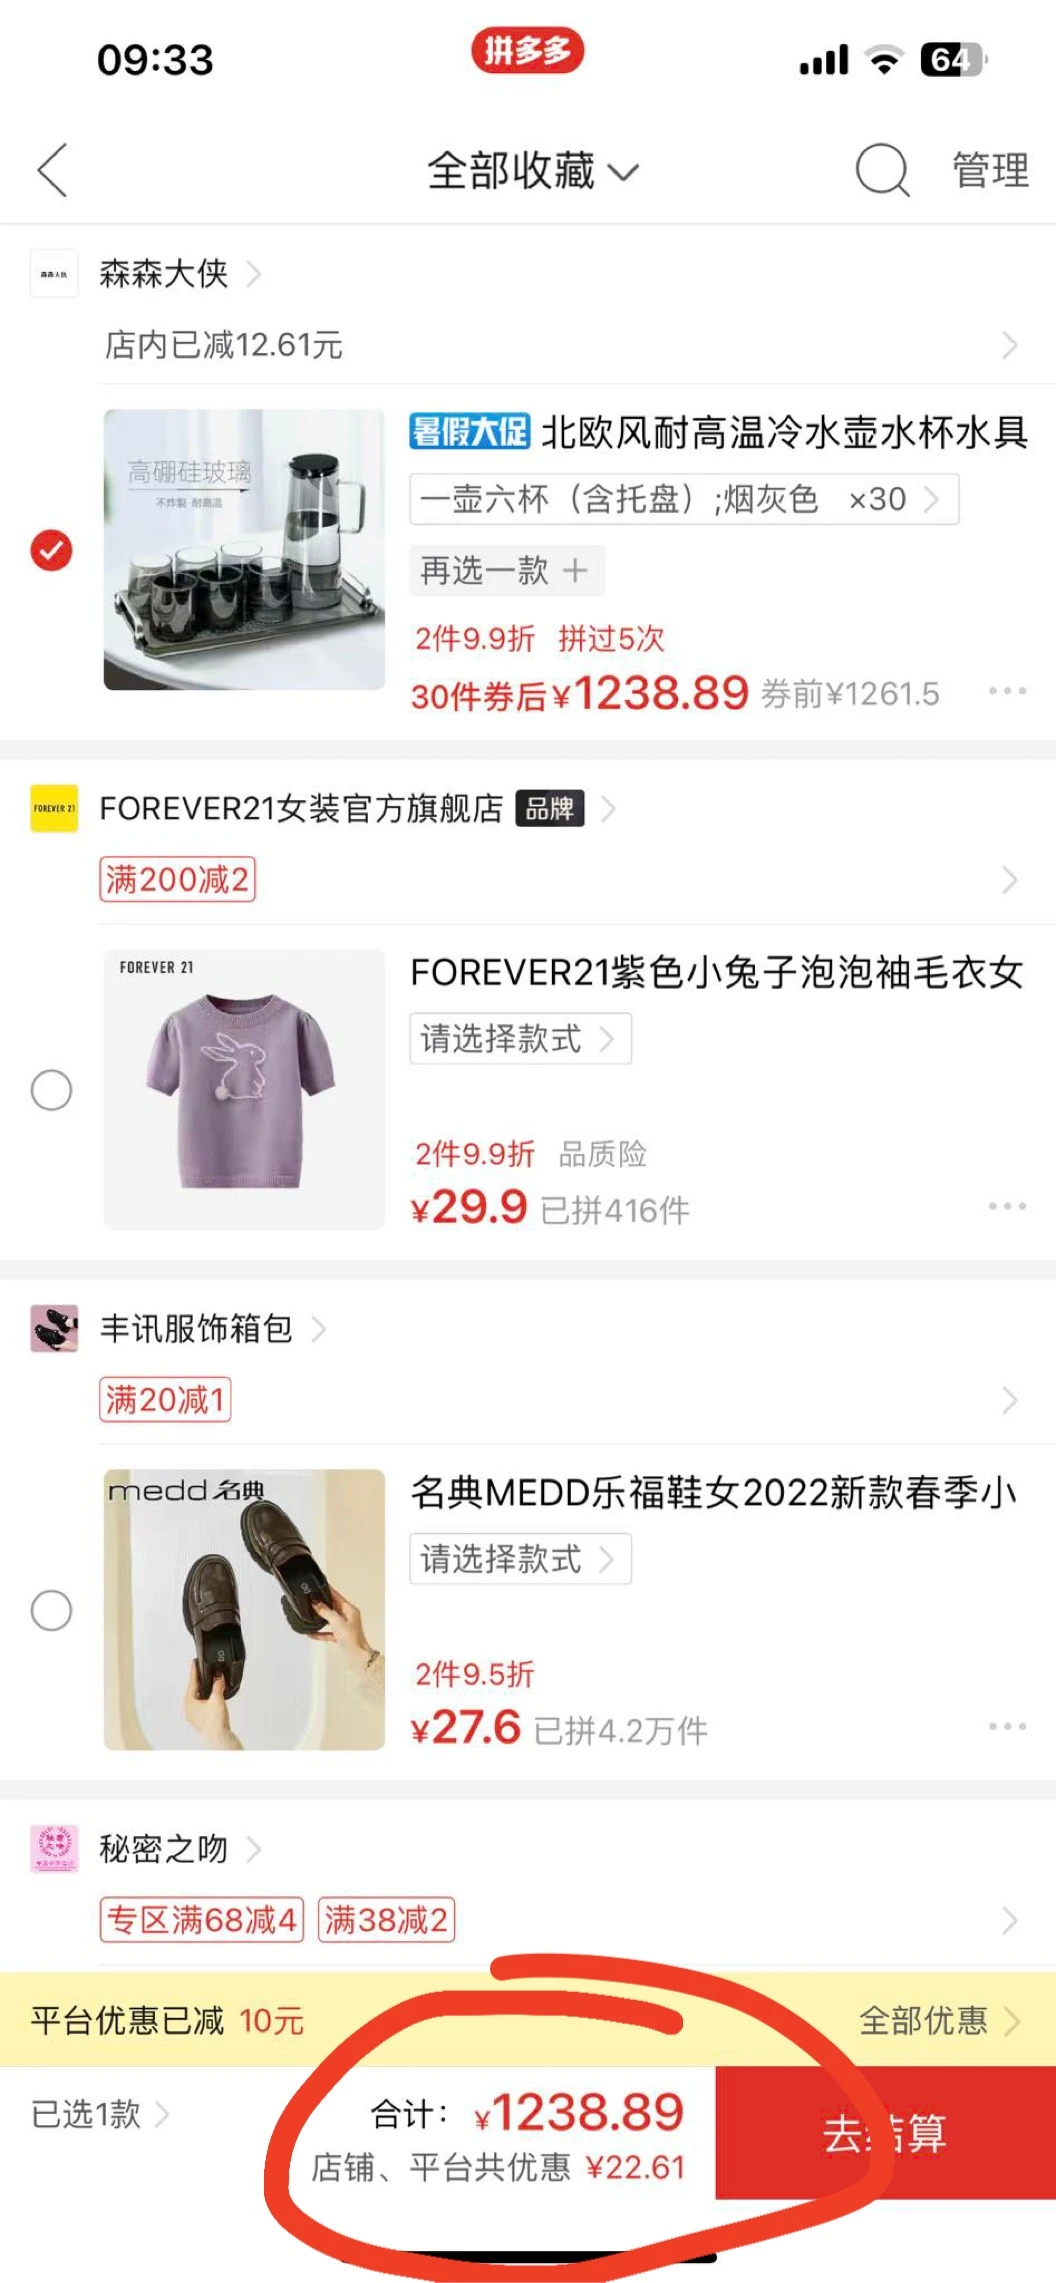 09:33
拼多多
64
全部收藏
管理
森森大侠
森森大侠
店内已减12.61元
高硼硅玻璃
不炸裂·耐高温
暑假大促 北欧风耐高温冷水壶水杯水具
一壶六杯（含托盘）;烟灰色 ×30
再选一款 +
2件9.9折 拼过5次
30件券后¥1238.89 券前¥1261.5
FOREVER 21
FOREVER21女装官方旗舰店 品牌
满200减2
FOREVER 21
FOREVER21紫色小兔子泡泡袖毛衣女
请选择款式
2件9.9折 品质险
¥29.9 已拼416件
丰讯服饰箱包
满20减1
medd 名典
名典MEDD乐福鞋女2022新款春季小
请选择款式
2件9.5折
¥27.6 已拼4.2万件
秘密之吻
专区满68减4 满38减2
平台优惠已减 10元
全部优惠
已选1款
合计：¥1238.89
店铺、平台共优惠 ¥22.61
去结算